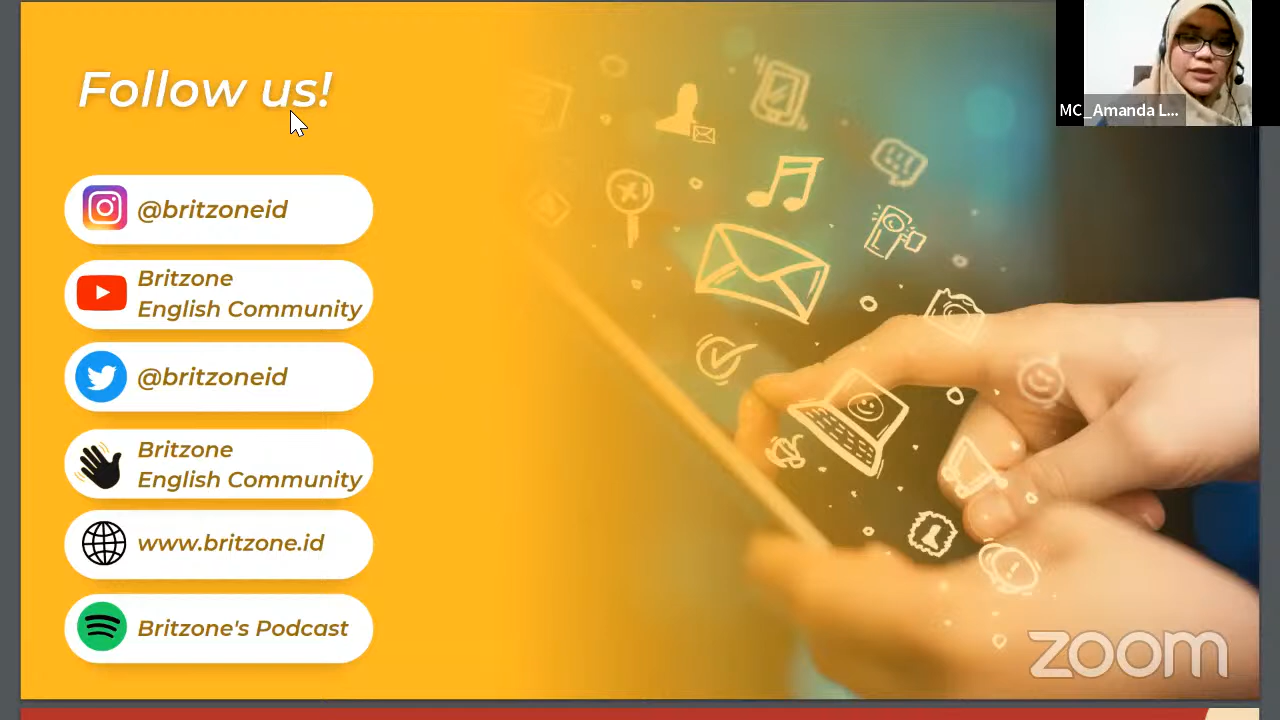 Follow us!
@britzoneid
Britzone
English Community
@britzoneid
Britzone
English Community
www.britzone.id
Britzone's Podcast
MC_Amanda L...
zoom